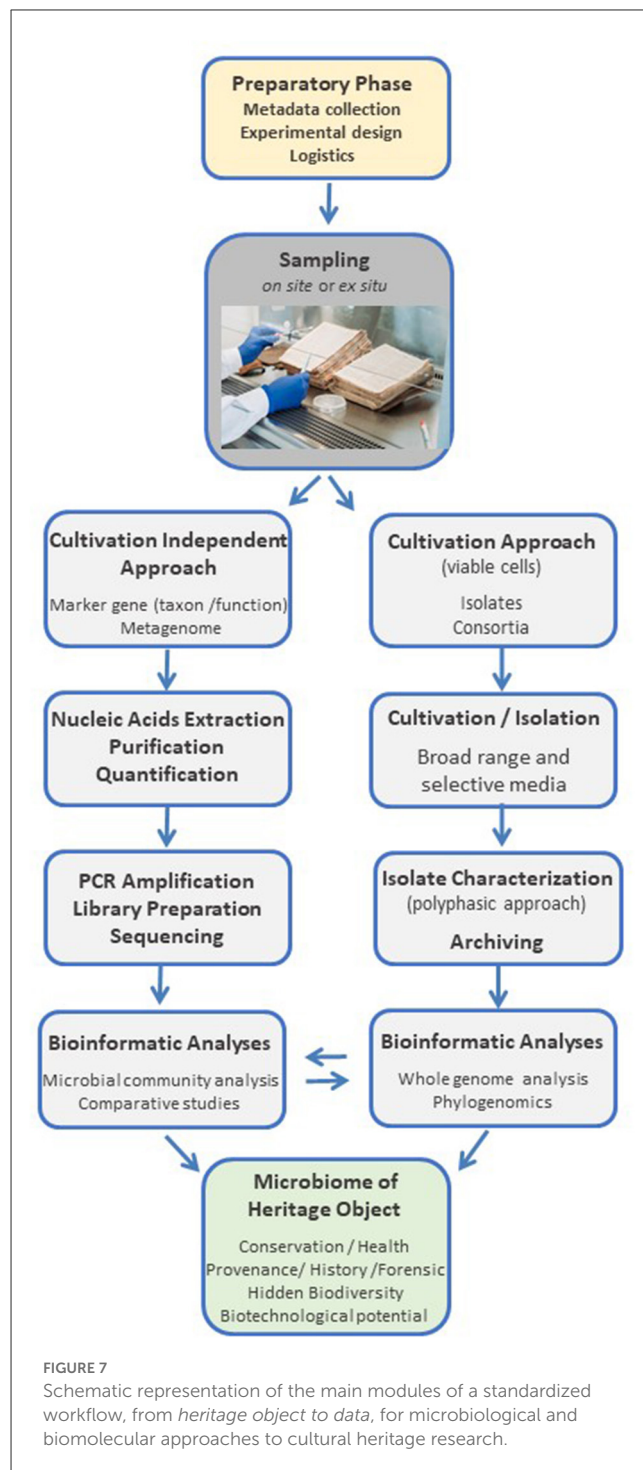 Preparatory Phase
Metadata collection
Experimental design
Logistics
Sampling
on site or ex situ
Cultivation Independent
Approach
Marker gene (taxon /function)
Metagenome
Cultivation Approach
(viable cells)
Isolates
Consortia
Nucleic Acids Extraction
Purification
Quantification
Cultivation / Isolation
Broad range and
selective media
PCR Amplification
Library Preparation
Sequencing
Isolate Characterization
(polyphasic approach)
Archiving
Bioinformatic Analyses
Microbial community analysis
Comparative studies
Bioinformatic Analyses
Whole genome analysis
Phylogenomics
Microbiome of
Heritage Object
Conservation / Health
Provenance/ History /Forensic
Hidden Biodiversity
Biotechnological potential
FIGURE 7
Schematic representation of the main modules of a standardized
workflow, from heritage object to data, for microbiological and
biomolecular approaches to cultural heritage research.